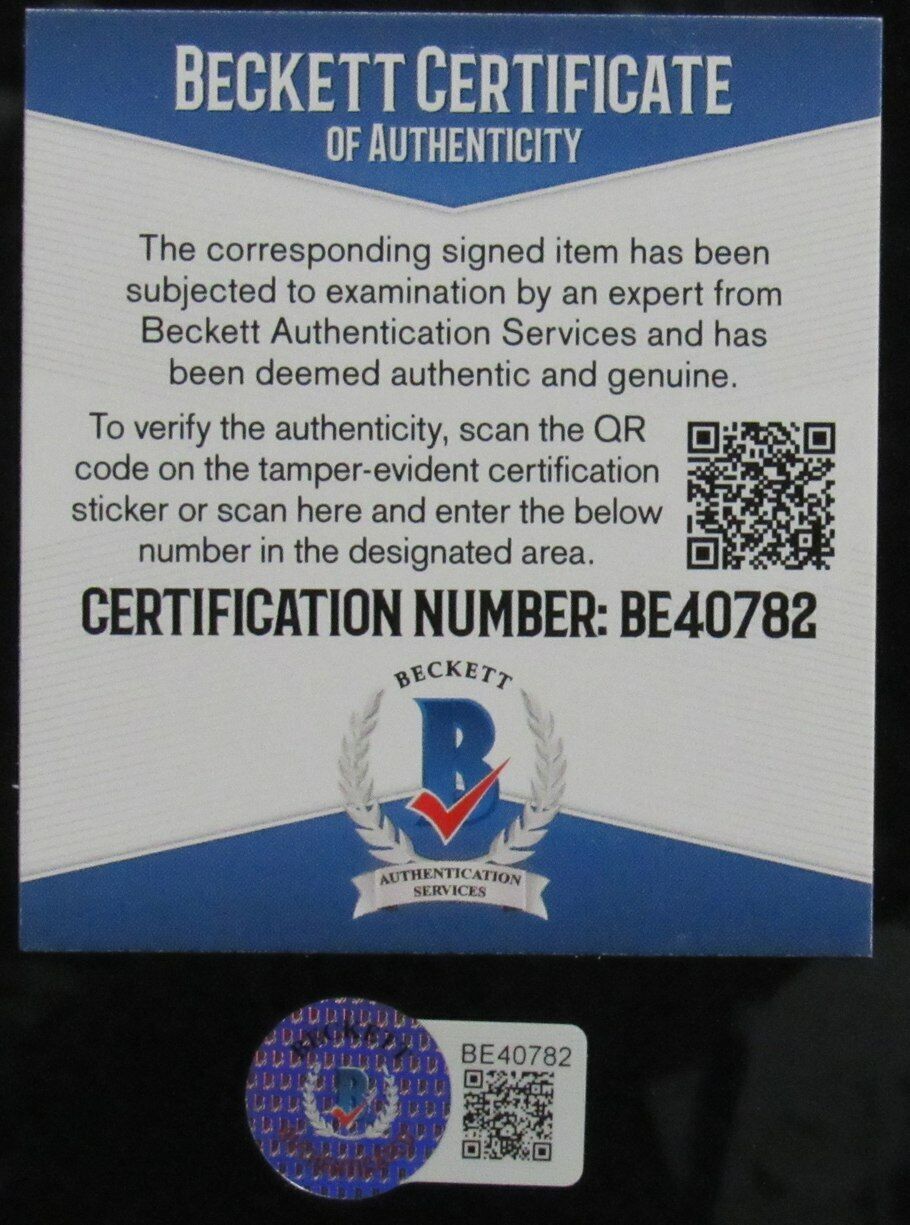 BECKETT CERTIFICATE
OF AUTHENTICITY
The corresponding signed item has been
subjected to examination by an expert from
Beckett Authentication Services and has
been deemed authentic and genuine.
To verify the authenticity, scan the QR
code on the tamper-evident certification
sticker or scan here and enter the below
number in the designated area.
CERTIFICATION NUMBER: BE40782
BECKETT
B
AUTHENTICATION
SERVICES
BECKETT
B
BE40782